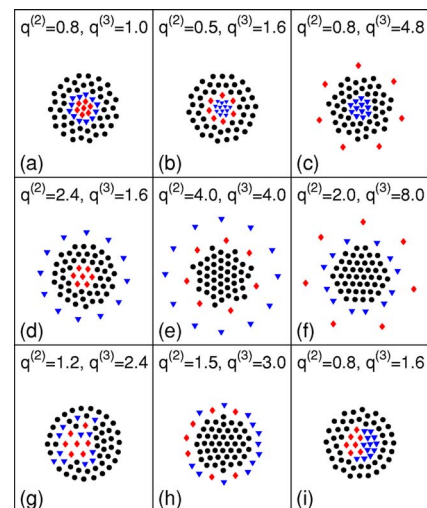 q(2)=0.8, q(3)=1.0
q(2)=0.5, q(3)=1.6
q(2)=0.8, q(3)=4.8
(a)
(b)
(c)
q(2)=2.4, q(3)=1.6
q(2)=4.0, q(3)=4.0
q(2)=2.0, q(3)=8.0
(d)
(e)
(f)
q(2)=1.2, q(3)=2.4
q(2)=1.5, q(3)=3.0
q(2)=0.8, q(3)=1.6
(g)
(h)
(i)